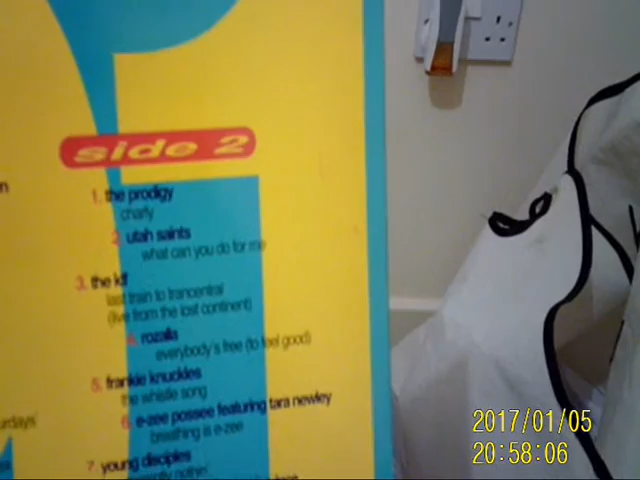 side 2
1. the prodigy
charly
2. utah saints
what can you do for me
3. the klf
last train to trancentral
(live from the lost continent)
4. rozalla
everybody's free (to feel good)
5. frankie knuckles
the whistle song
6. e-zee possee featuring tara newley
breathing is e-zee
7. young disciples
apparently nothin'
urdays'
2017/01/05
20:58:06